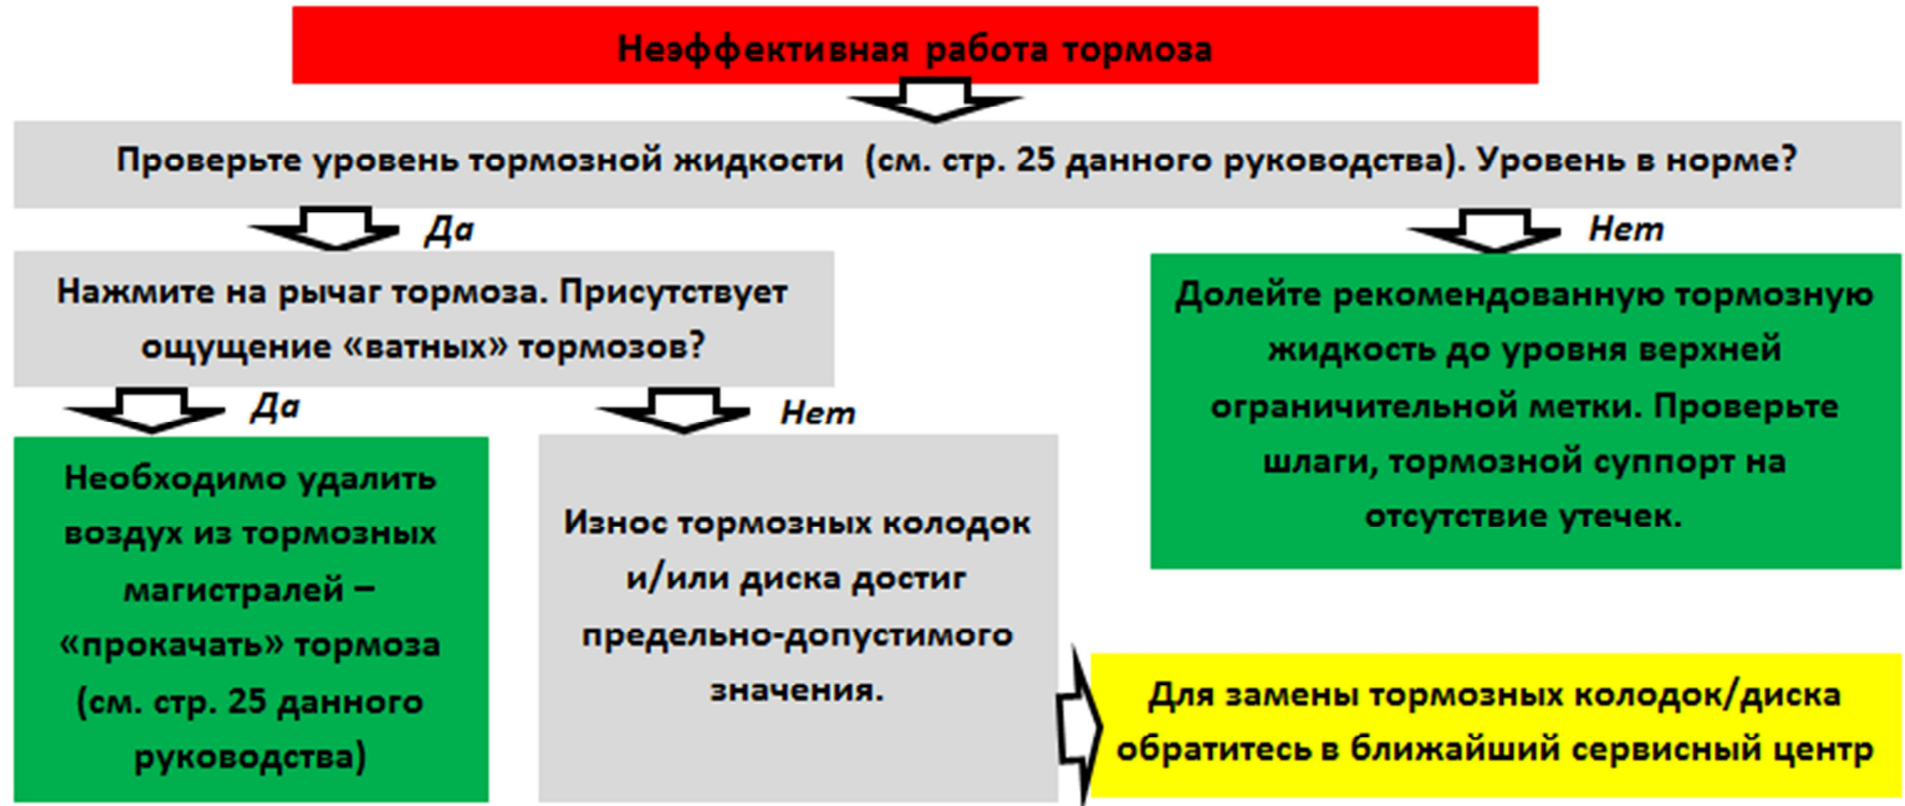 Неэффективная работа тормоза
Проверьте уровень тормозной жидкости (см. стр. 25 данного руководства). Уровень в норме?
Да
Нет
Нажмите на рычаг тормоза. Присутствует
ощущение «ватных» тормозов?
Долейте рекомендованную тормозную
жидкость до уровня верхней
ограничительной метки. Проверьте
шлаги, тормозной суппорт на
отсутствие утечек.
Да
Нет
Необходимо удалить
воздух из тормозных
магистралей –
«прокачать» тормоза
(см. стр. 25 данного
руководства)
Износ тормозных колодок
и/или диска достиг
предельно-допустимого
значения.
Для замены тормозных колодок/диска
обратитесь в ближайший сервисный центр